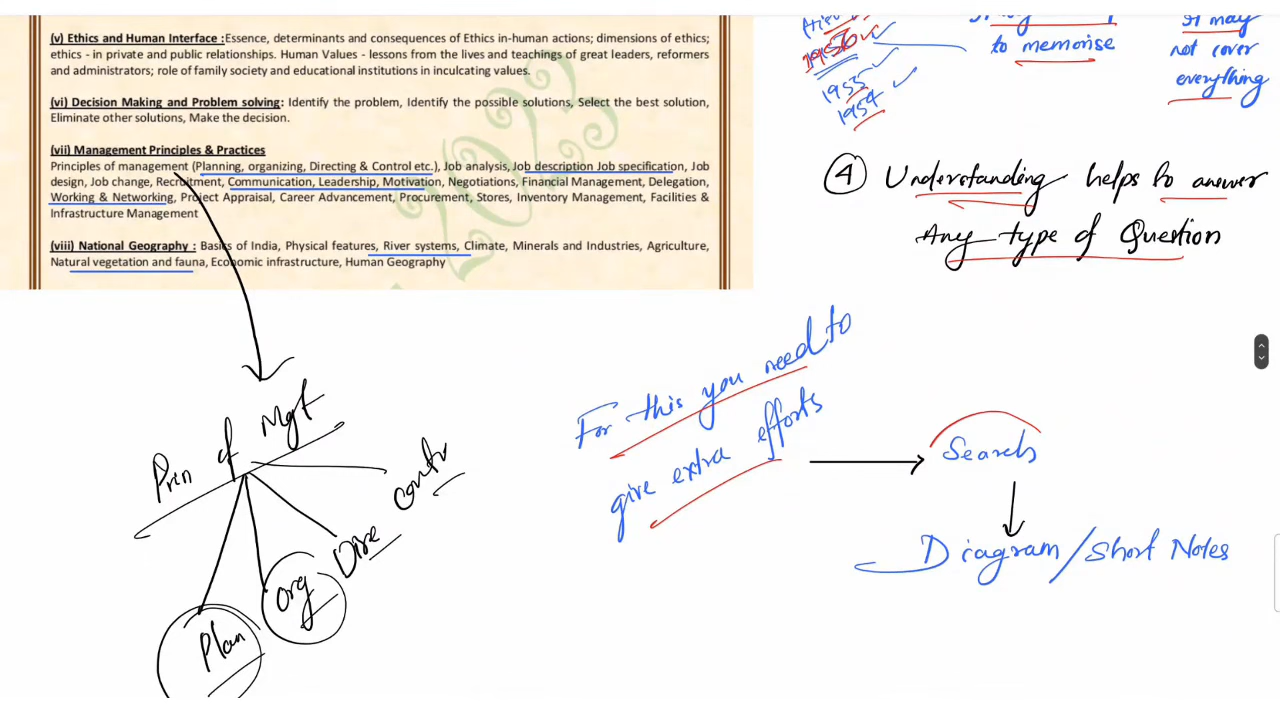 (v) Ethics and Human Interface :Essence, determinants and consequences of Ethics in-human actions; dimensions of ethics;
ethics - in private and public relationships. Human Values - lessons from the lives and teachings of great leaders, reformers
and administrators; role of family society and educational institutions in inculcating values.
(vi) Decision Making and Problem solving: Identify the problem, Identify the possible solutions, Select the best solution,
Eliminate other solutions, Make the decision.
(vii) Management Principles & Practices
Principles of management (Planning, organizing, Directing & Control etc.), Job analysis, Job description Job specification, Job
design, Job change, Recruitment, Communication, Leadership, Motivation, Negotiations, Financial Management, Delegation,
Working & Networking, Project Appraisal, Career Advancement, Procurement, Stores, Inventory Management, Facilities &
Infrastructure Management
(viii) National Geography : Basics of India, Physical features, River systems, Climate, Minerals and Industries, Agriculture,
Natural vegetation and fauna, Economic infrastructure, Human Geography
2023
1953
1954
to memorise
It may
not cover
everything
4 Understanding helps to answer
Any type of Question
For this you need to
give extra efforts
Search
Diagram/Short Notes
Prin of Mgt
Contr
Dire
Org
Plan